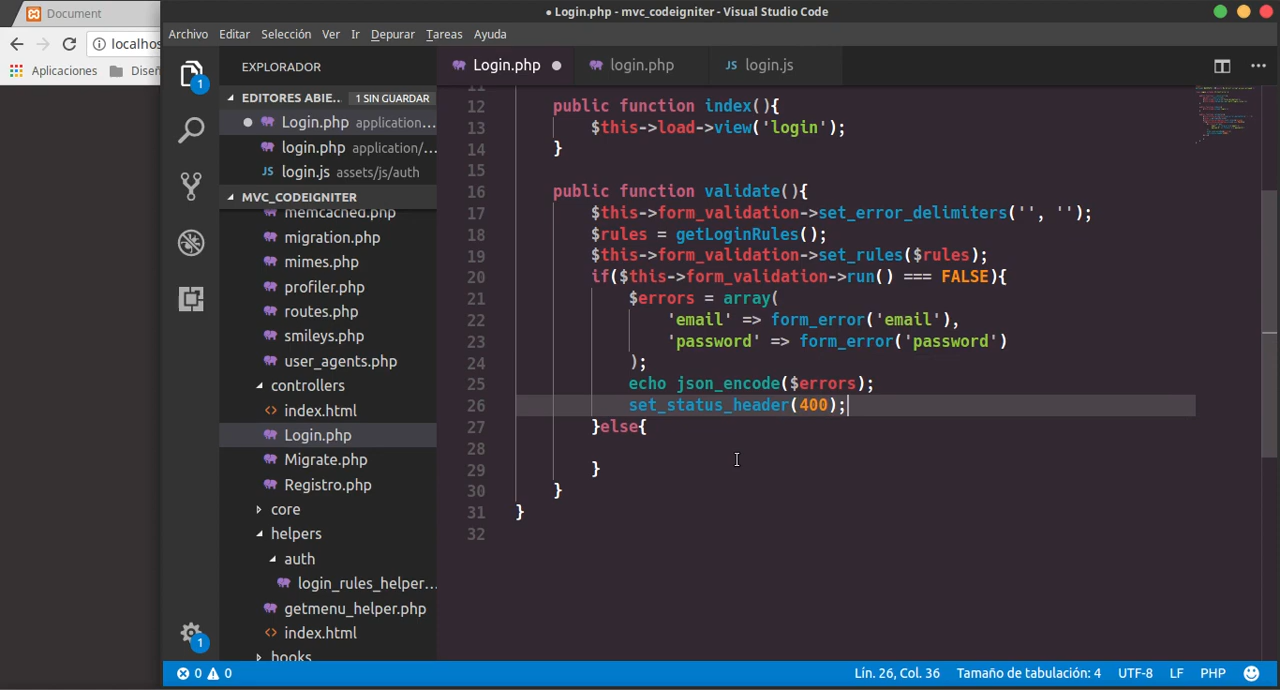 Document
● Login.php - mvc_codeigniter - Visual Studio Code
localhos
Archivo Editar Selección Ver Ir Depurar Tareas Ayuda
Aplicaciones Diseñ
EXPLORADOR
EDITORES ABIE... 1 SIN GUARDAR
Login.php application...
login.php application/...
JS login.js assets/js/auth
MVC_CODEIGNITER
memcached.php
migration.php
mimes.php
profiler.php
routes.php
smileys.php
user_agents.php
controllers
index.html
Login.php
Migrate.php
Registro.php
core
helpers
auth
login_rules_helper...
getmenu_helper.php
index.html
hooks
1
1
Login.php login.php JS login.js
11
12 public function index(){
13 $this->load->view('login');
14 }
15
16 public function validate(){
17 $this->form_validation->set_error_delimiters('', '');
18 $rules = getLoginRules();
19 $this->form_validation->set_rules($rules);
20 if($this->form_validation->run() === FALSE){
21 $errors = array(
22 'email' => form_error('email'),
23 'password' => form_error('password')
24 );
25 echo json_encode($errors);
26 set_status_header(400);
27 }else{
28
29 }
30 }
31 }
32
0 0 Lín. 26, Col. 36 Tamaño de tabulación: 4 UTF-8 LF PHP